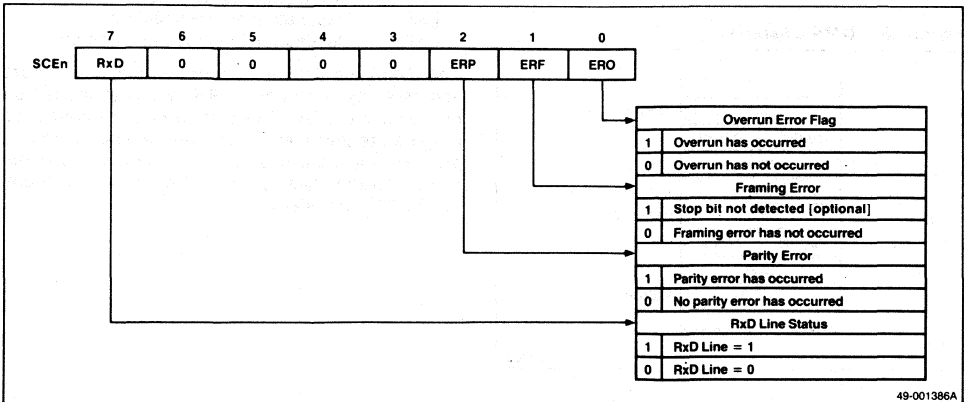 7 6 5 4 3 2 1 0
SCEn RxD 0 0 0 0 ERP ERF ERO
Overrun Error Flag
1 Overrun has occurred
0 Overrun has not occurred
Framing Error
1 Stop bit not detected [optional]
0 Framing error has not occurred
Parity Error
1 Parity error has occurred
0 No parity error has occurred
RxD Line Status
1 RxD Line = 1
0 RxD Line = 0
49-001386A